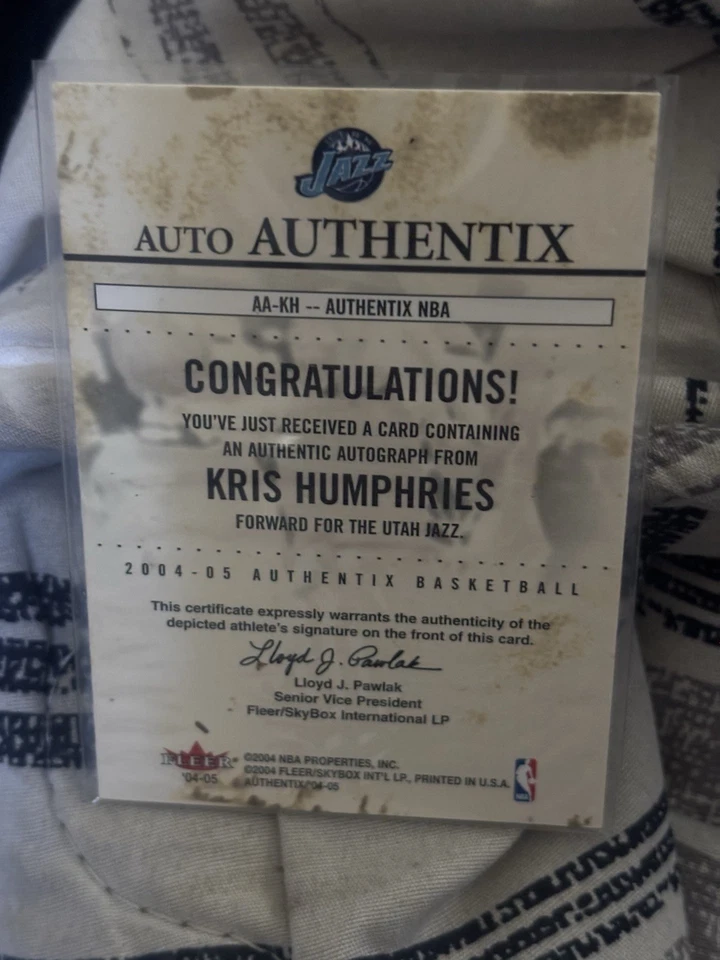 JAZZ
AUTO AUTHENTIX
AA-KH -- AUTHENTIX NBA
CONGRATULATIONS!
YOU'VE JUST RECEIVED A CARD CONTAINING
AN AUTHENTIC AUTOGRAPH FROM
KRIS HUMPHRIES
FORWARD FOR THE UTAH JAZZ.
2004-05 AUTHENTIX BASKETBALL
This certificate expressly warrants the authenticity of the
depicted athlete's signature on the front of this card.
Lloyd J. Pawlak
Lloyd J. Pawlak
Senior Vice President
Fleer/SkyBox International LP
FLEER
'04-05
©2004 NBA PROPERTIES, INC.
©2004 FLEER/SKYBOX INT'L LP., PRINTED IN U.S.A.
AUTHENTIX '04-05